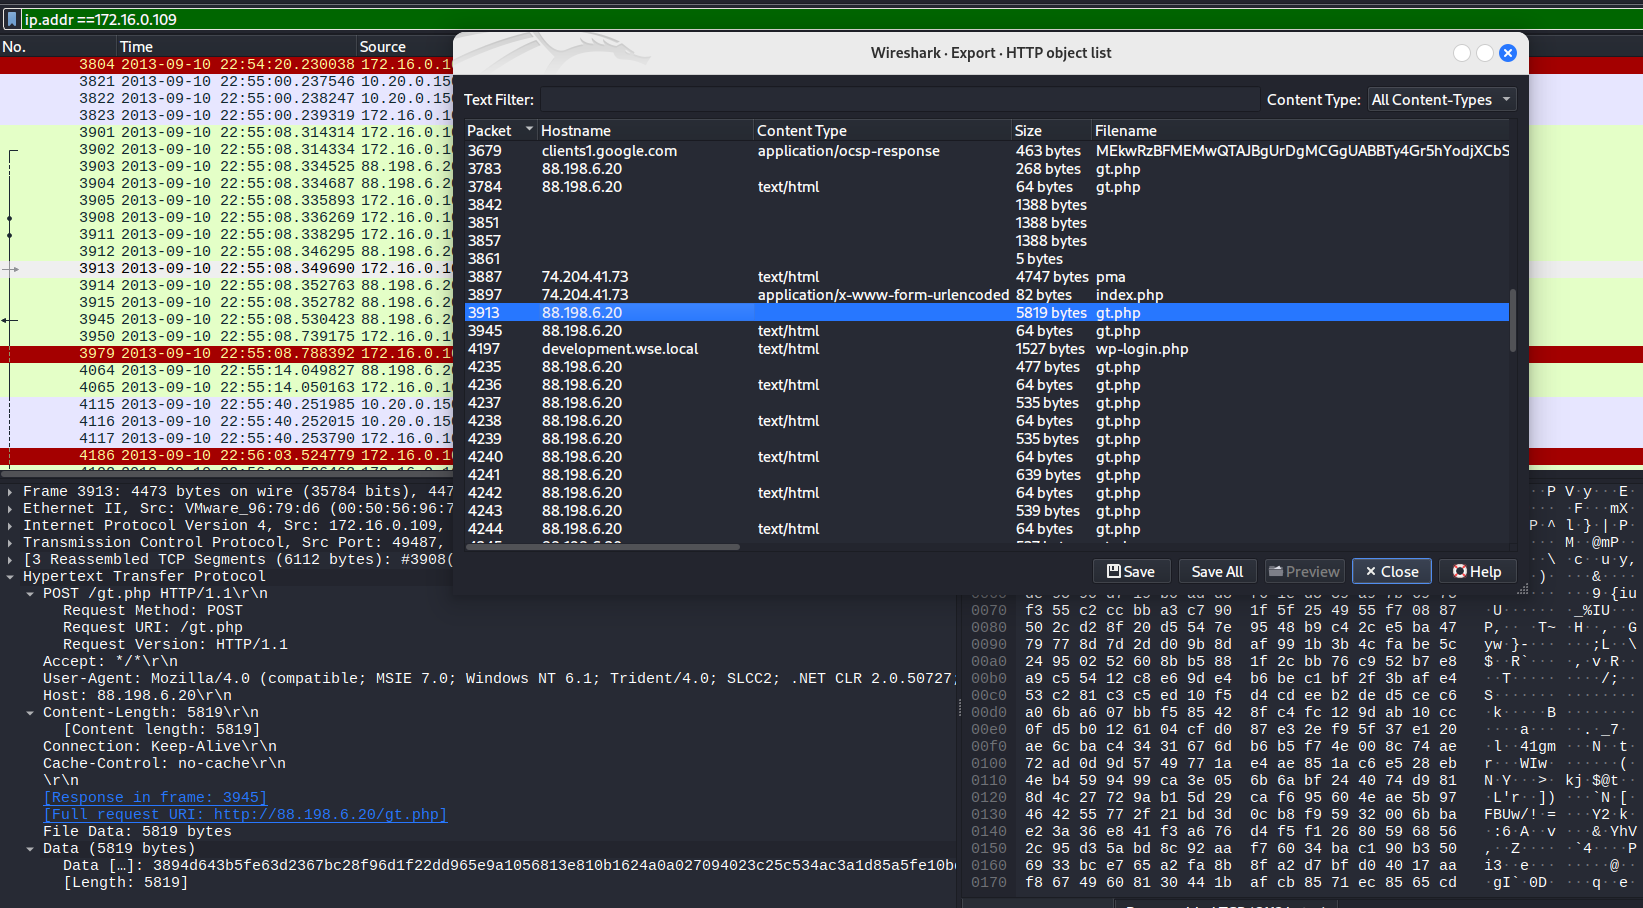 ip.addr ==172.16.0.109
No. Time Source
3804 2013-09-10 22:54:20.230038 172.16.0.10
3821 2013-09-10 22:55:00.237546 10.20.0.150
3822 2013-09-10 22:55:00.238247 10.20.0.150
3823 2013-09-10 22:55:00.239319 172.16.0.10
3901 2013-09-10 22:55:08.314314 172.16.0.10
3902 2013-09-10 22:55:08.314334 172.16.0.10
3903 2013-09-10 22:55:08.334525 88.198.6.20
3904 2013-09-10 22:55:08.334687 88.198.6.20
3905 2013-09-10 22:55:08.335893 172.16.0.10
3908 2013-09-10 22:55:08.336269 172.16.0.10
3911 2013-09-10 22:55:08.338295 172.16.0.10
3912 2013-09-10 22:55:08.346295 88.198.6.20
3913 2013-09-10 22:55:08.349690 172.16.0.10
3914 2013-09-10 22:55:08.352763 88.198.6.20
3915 2013-09-10 22:55:08.352782 88.198.6.20
3945 2013-09-10 22:55:08.530423 88.198.6.20
3950 2013-09-10 22:55:08.739175 172.16.0.10
3979 2013-09-10 22:55:08.788392 172.16.0.10
4064 2013-09-10 22:55:14.049827 88.198.6.20
4065 2013-09-10 22:55:14.050163 172.16.0.10
4115 2013-09-10 22:55:40.251985 10.20.0.150
4116 2013-09-10 22:55:40.252015 10.20.0.150
4117 2013-09-10 22:55:40.253790 172.16.0.10
4186 2013-09-10 22:56:03.524779 172.16.0.10
Wireshark · Export · HTTP object list
Text Filter: Content Type: All Content-Types
Packet Hostname Content Type Size Filename
3679 clients1.google.com application/ocsp-response 463 bytes MEkwRzBFMEMwQTAJBgUrDgMCGgUABBTy4Gr5hYodjXCbS
3783 88.198.6.20 268 bytes gt.php
3784 88.198.6.20 text/html 64 bytes gt.php
3842 1388 bytes
3851 1388 bytes
3857 1388 bytes
3861 5 bytes
3887 74.204.41.73 text/html 4747 bytes pma
3897 74.204.41.73 application/x-www-form-urlencoded 82 bytes index.php
3913 88.198.6.20 5819 bytes gt.php
3945 88.198.6.20 text/html 64 bytes gt.php
4197 development.wse.local text/html 1527 bytes wp-login.php
4235 88.198.6.20 477 bytes gt.php
4236 88.198.6.20 text/html 64 bytes gt.php
4237 88.198.6.20 535 bytes gt.php
4238 88.198.6.20 text/html 64 bytes gt.php
4239 88.198.6.20 535 bytes gt.php
4240 88.198.6.20 text/html 64 bytes gt.php
4241 88.198.6.20 639 bytes gt.php
4242 88.198.6.20 text/html 64 bytes gt.php
4243 88.198.6.20 539 bytes gt.php
4244 88.198.6.20 text/html 64 bytes gt.php
Save Save All Preview Close Help
Frame 3913: 4473 bytes on wire (35784 bits), 447
Ethernet II, Src: VMware_96:79:d6 (00:50:56:96:7
Internet Protocol Version 4, Src: 172.16.0.109,
Transmission Control Protocol, Src Port: 49487,
[3 Reassembled TCP Segments (6112 bytes): #3908(
Hypertext Transfer Protocol
POST /gt.php HTTP/1.1\r\n
Request Method: POST
Request URI: /gt.php
Request Version: HTTP/1.1
Accept: */*\r\n
User-Agent: Mozilla/4.0 (compatible; MSIE 7.0; Windows NT 6.1; Trident/4.0; SLCC2; .NET CLR 2.0.50727;
Host: 88.198.6.20\r\n
Content-Length: 5819\r\n
[Content length: 5819]
Connection: Keep-Alive\r\n
Cache-Control: no-cache\r\n
\r\n
[Response in frame: 3945]
[Full request URI: http://88.198.6.20/gt.php]
File Data: 5819 bytes
Data (5819 bytes)
Data […]: 3894d643b5fe63d2367bc28f96d1f22dd965e9a1056813e810b1624a0a027094023c25c534ac3a1d85a5fe10b
[Length: 5819]
0070 f3 55 c2 cc bb a3 c7 90 1f 5f 25 49 55 f7 08 87 ·U·······_%IU···
0080 50 2c d2 8f 20 d5 54 7e 95 48 b9 c4 2c e5 ba 47 P,·· ·T~·H··,··G
0090 79 77 8d 7d 2d d0 9b 8d af 99 1b 3b 4c fa be 5c yw·}-······;L··\
00a0 24 95 02 52 60 8b b5 88 1f 2c bb 76 c9 52 b7 e8 $··R`····,·v·R··
00b0 a9 c5 54 12 c8 e6 9d e4 b6 be c1 bf 2f 3b af e4 ··T·········/;··
00c0 53 c2 81 c3 c5 ed 10 f5 d4 cd ee b2 de d5 ce c6 S···············
00d0 a0 6b a6 07 bb f5 85 42 8f c4 fc 12 9d ab 10 cc ·k·····B········
00e0 0f d5 b0 12 61 04 cf d0 87 e3 2e f9 5f 37 e1 20 ····a·····.·_7·
00f0 ae 6c ba c4 34 31 67 6d b6 b5 f7 4e 00 8c 74 ae ·l··41gm···N··t·
0100 72 ad 0d 9d 57 49 77 1a e4 ae 85 1a c6 e5 28 eb r···WIw·······(·
0110 4e b4 59 94 99 ca 3e 05 6b 6a bf 24 40 74 d9 81 N·Y···>·kj·$@t··
0120 8d 4c 27 72 9a b1 5d 29 ca f6 95 60 4e ae 5b 97 ·L'r··])···`N·[·
0130 46 42 55 77 2f 21 bd 3d 0c b8 f9 59 32 00 6b ba FBUw/!·=···Y2·k·
0140 e2 3a 36 e8 41 f3 a6 76 d4 f5 f1 26 80 59 68 56 ·:6·A··v···&·YhV
0150 2c 95 d3 5a bd 8c 92 aa f7 60 34 ba c1 90 b3 50 ,··Z·····`4····P
0160 69 33 bc e7 65 a2 fa 8b 8f a2 d7 bf d0 40 17 aa i3··e········@··
0170 f8 67 49 60 81 30 44 1b af cb 85 71 ec 85 65 cd ·gI`·0D····q··e·